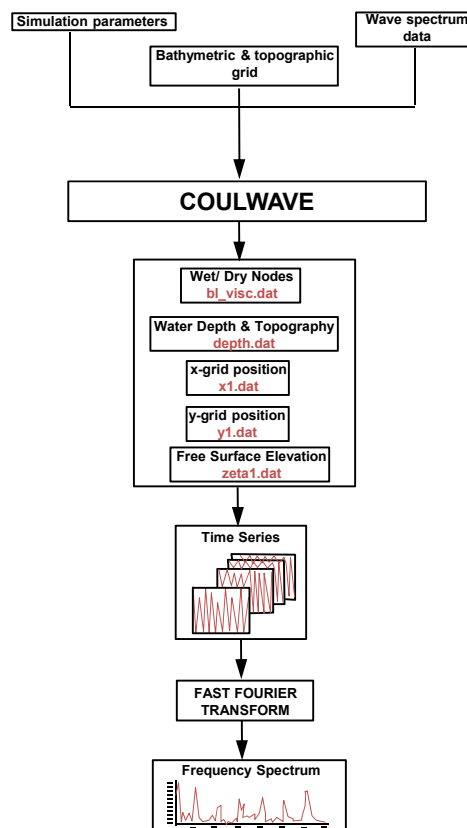 Simulation parameters
Wave spectrum
data
Bathymetric & topographic
grid
COULWAVE
Wet/ Dry Nodes
bl_visc.dat
Water Depth & Topography
depth.dat
x-grid position
x1.dat
y-grid position
y1.dat
Free Surface Elevation
zeta1.dat
Time Series
FAST FOURIER
TRANSFORM
Frequency Spectrum